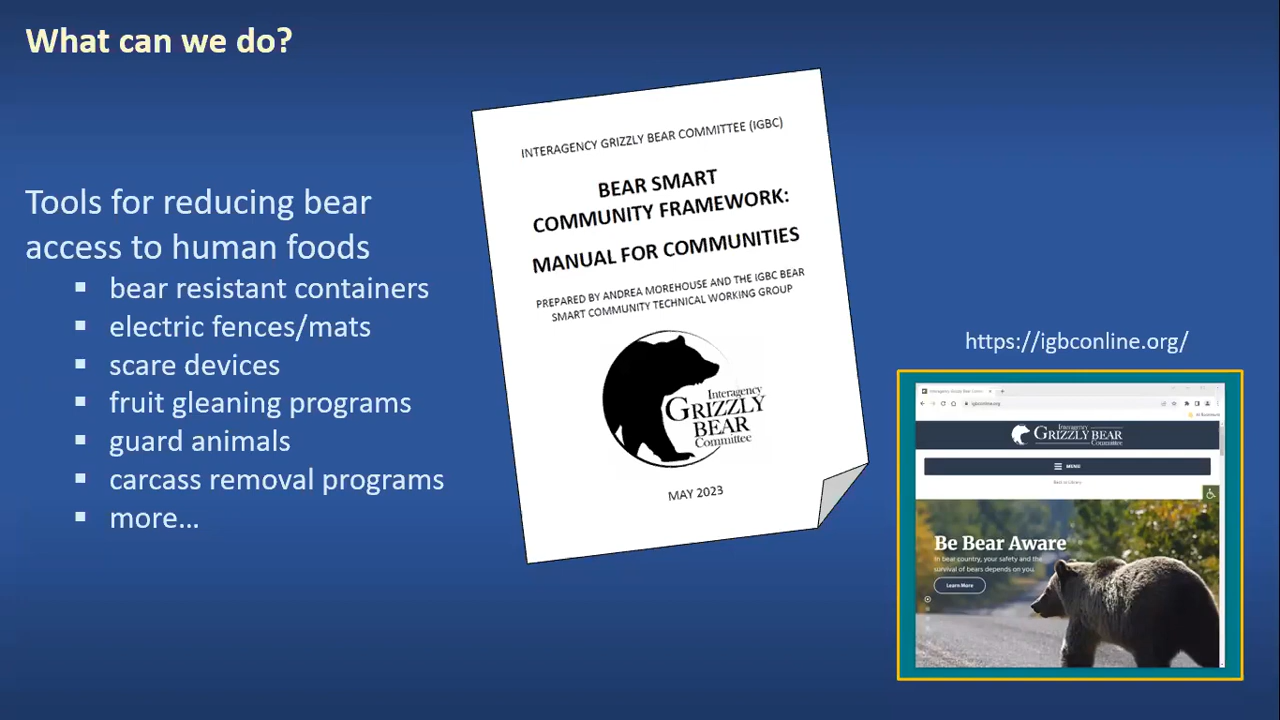 What can we do?
Tools for reducing bear
access to human foods
bear resistant containers
electric fences/mats
scare devices
fruit gleaning programs
guard animals
carcass removal programs
more…
INTERAGENCY GRIZZLY BEAR COMMITTEE (IGBC)
BEAR SMART
COMMUNITY FRAMEWORK:
MANUAL FOR COMMUNITIES
PREPARED BY ANDREA MOREHOUSE AND THE IGBC BEAR
SMART COMMUNITY TECHNICAL WORKING GROUP
Interagency
GRIZZLY
BEAR
Committee
MAY 2023
https://igbconline.org/
igbconline.org
Interagency
GRIZZLY BEAR
Committee
MENU
Be Bear Aware
In bear country, your safety and the
survival of bears depends on you.
Learn More